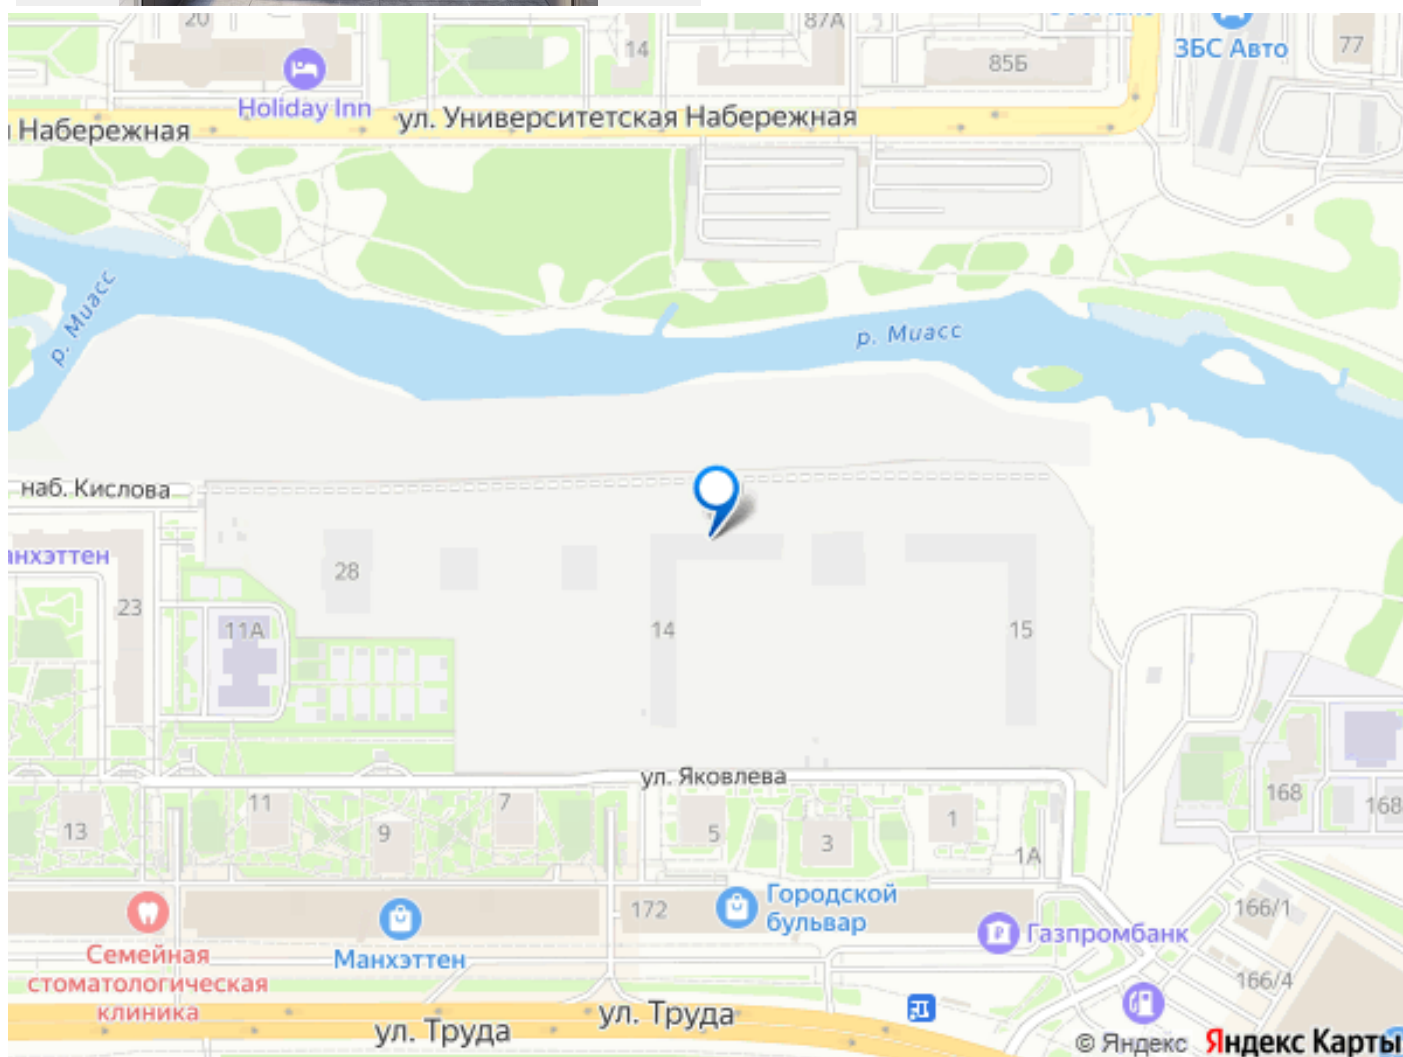 20
14
87А
85Б
ЗБС Авто
77
Holiday Inn
ул. Университетская Набережная
Набережная
р. Миасс
р. Миасс
наб. Кислова
28
23
11А
14
15
ул. Яковлева
13
11
9
7
5
3
1
1А
168
168
172
Городской
бульвар
166/1
Газпромбанк
Семейная
стоматологическая
клиника
Манхэттен
166/4
ул. Труда
ул. Труда
© Яндекс Яндекс Карты